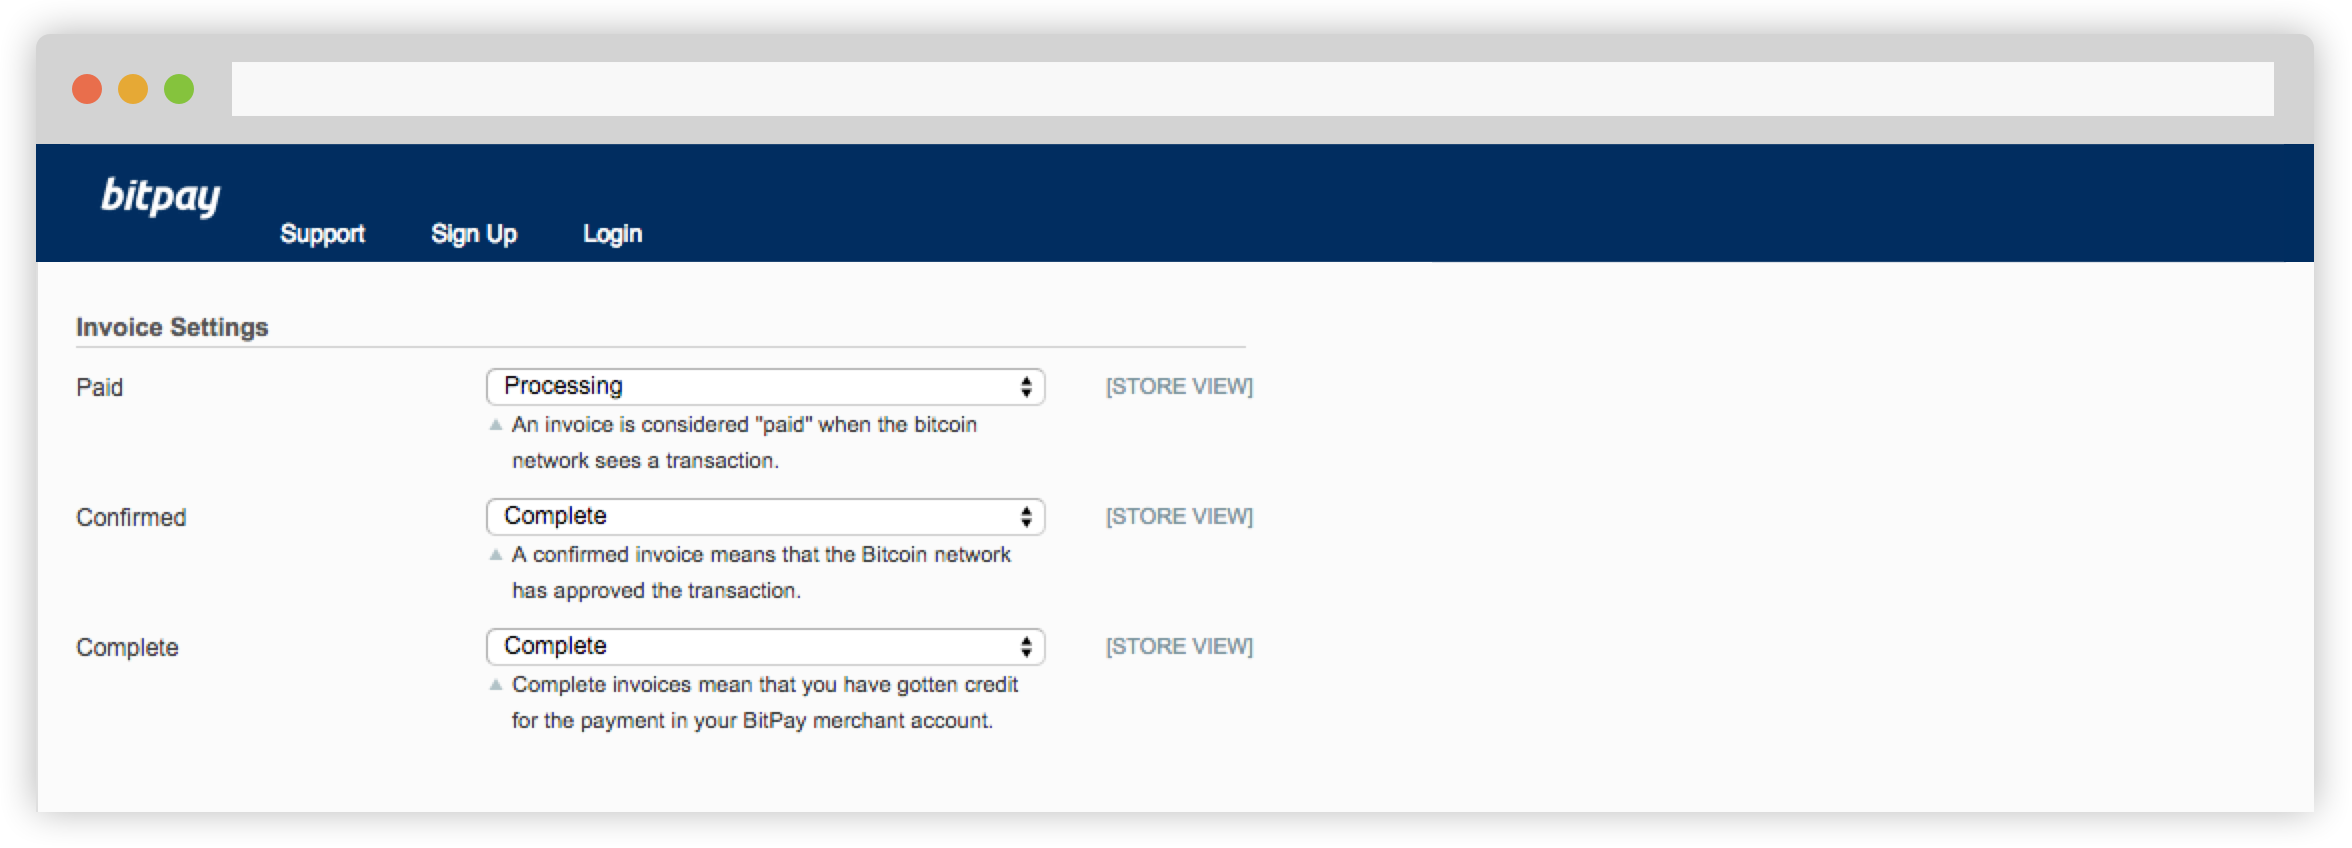 bitpay
Support Sign Up Login
Invoice Settings
Paid Processing [STORE VIEW]
An invoice is considered "paid" when the bitcoin
network sees a transaction.
Confirmed Complete [STORE VIEW]
A confirmed invoice means that the Bitcoin network
has approved the transaction.
Complete Complete [STORE VIEW]
Complete invoices mean that you have gotten credit
for the payment in your BitPay merchant account.